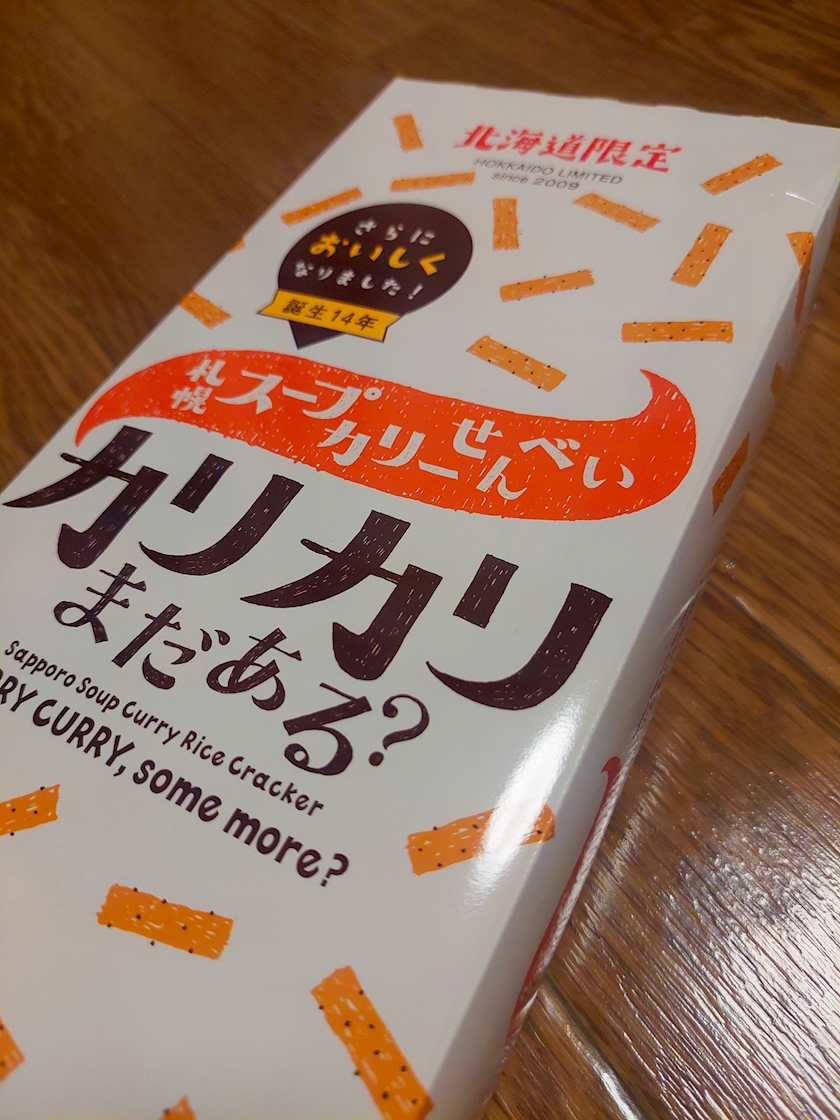 北海道限定
HOKKAIDO LIMITED
since 2009
さらに
おいしく
なりました!
誕生14年
札幌スープカリーせんべい
カリカリ
まだある?
Sapporo Soup Curry Rice Cracker
RRY CURRY, some more?